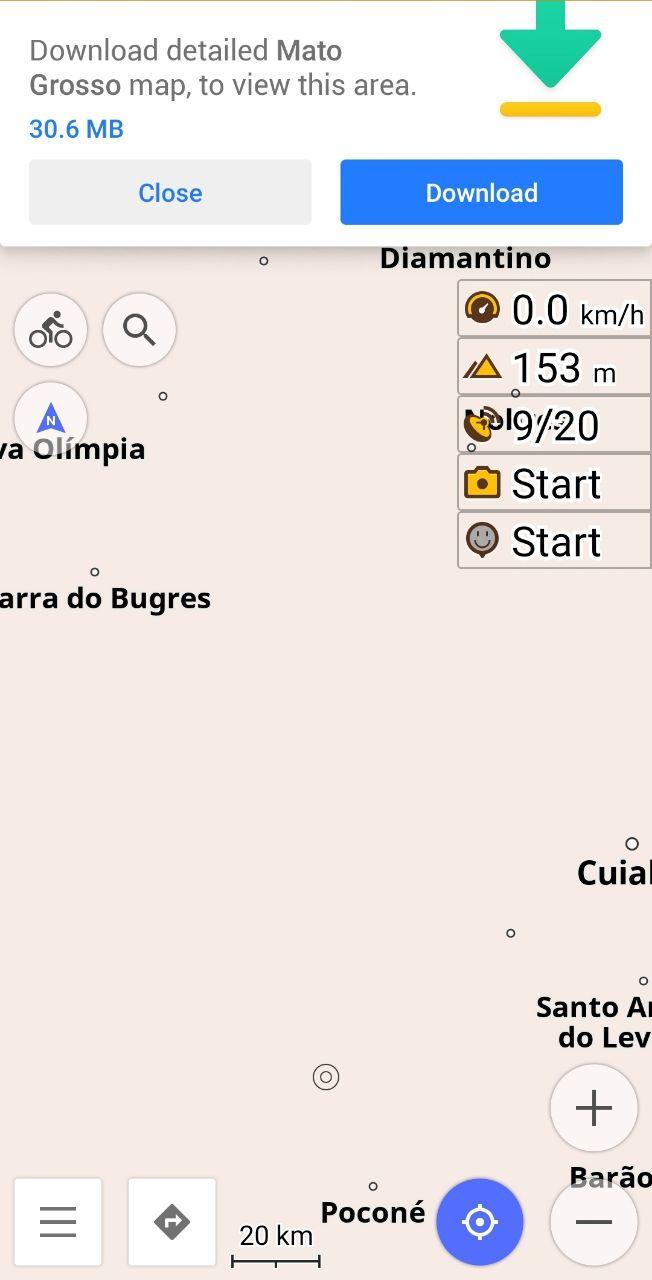 Download detailed Mato
Grosso map, to view this area.
30.6 MB
Close
Download
Diamantino
0.0 km/h
153 m
9/20
va Olímpia
Start
Start
arra do Bugres
Cuia
Santo A
do Lev
Barão
Poconé
20 km
N